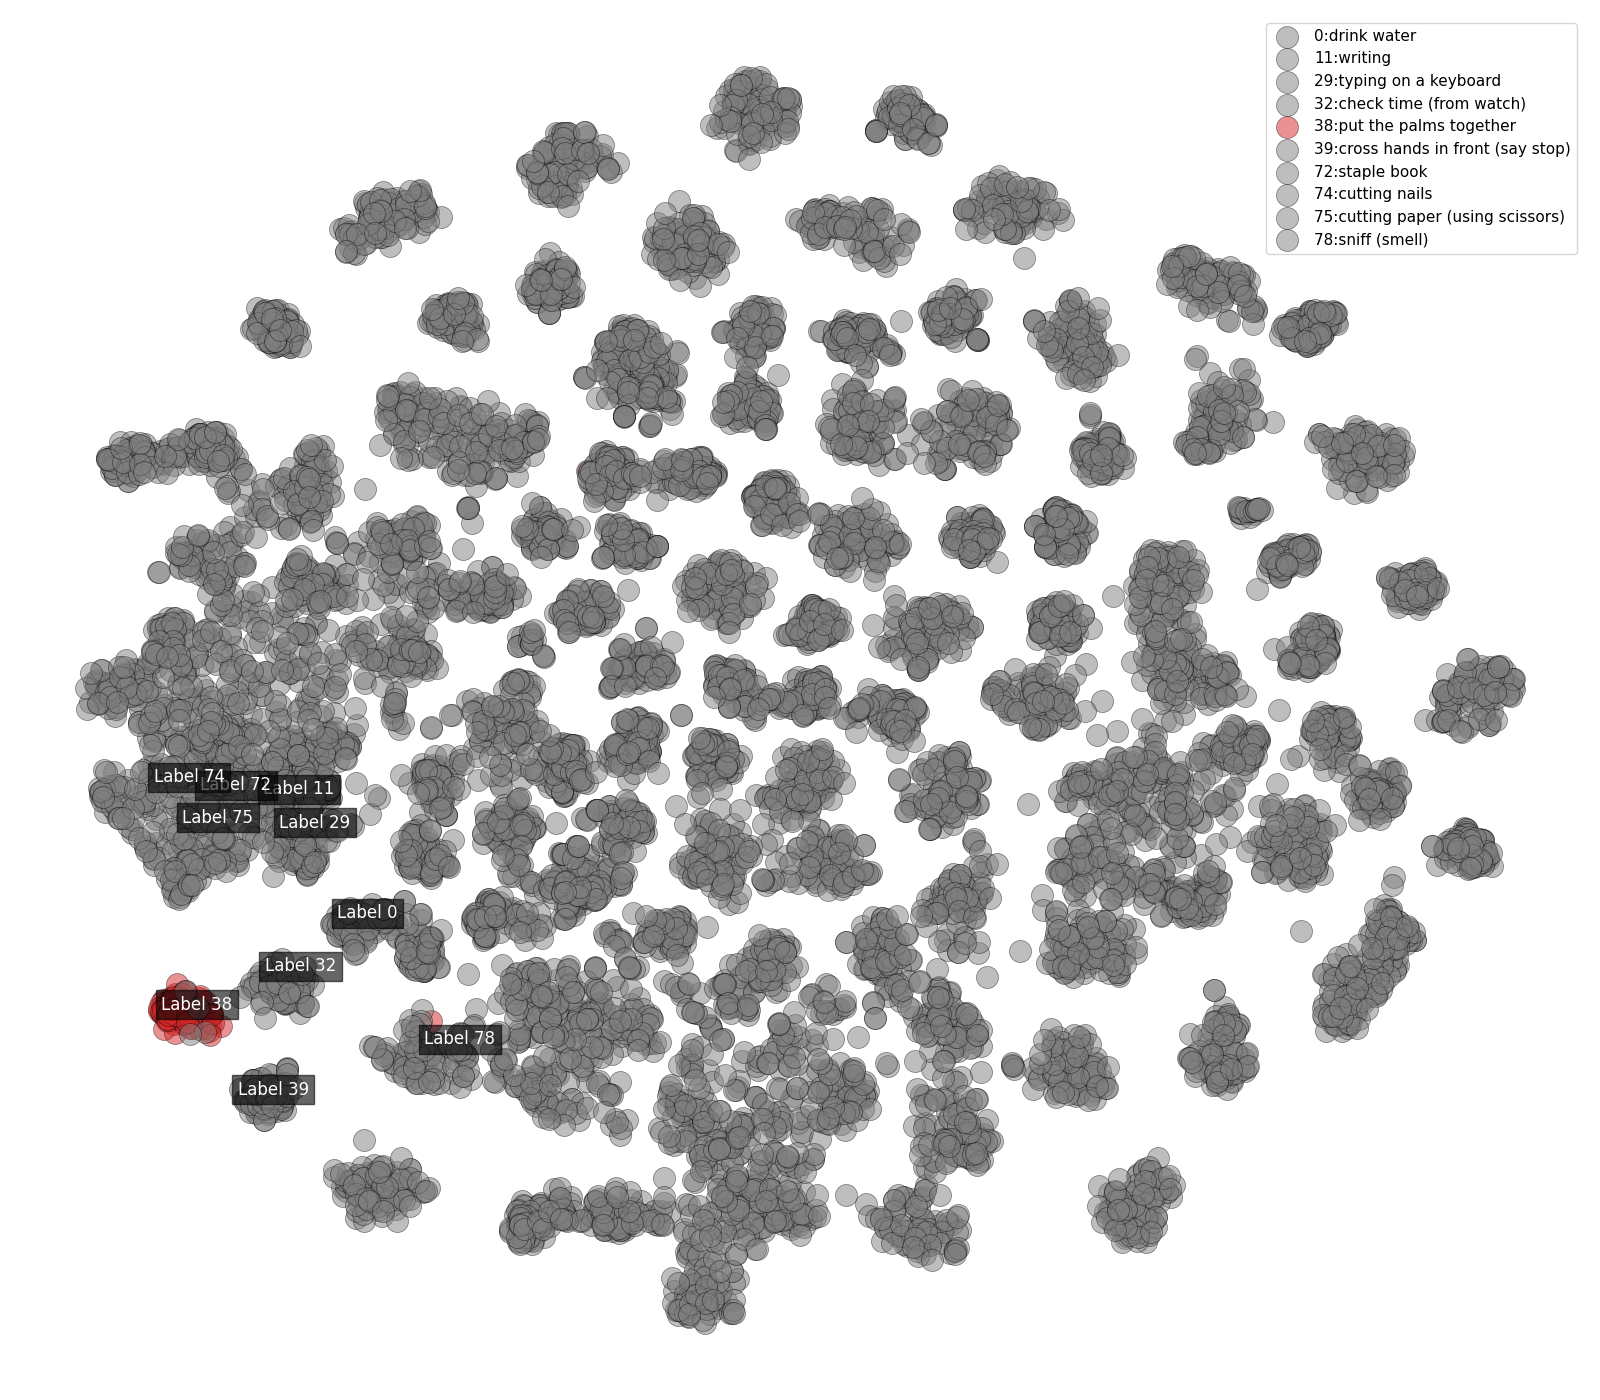 0:drink water
11:writing
29:typing on a keyboard
32:check time (from watch)
38:put the palms together
39:cross hands in front (say stop)
72:staple book
74:cutting nails
75:cutting paper (using scissors)
78:sniff (smell)
Label 74
Label 72
Label 11
Label 75
Label 29
Label 0
Label 32
Label 38
Label 78
Label 39